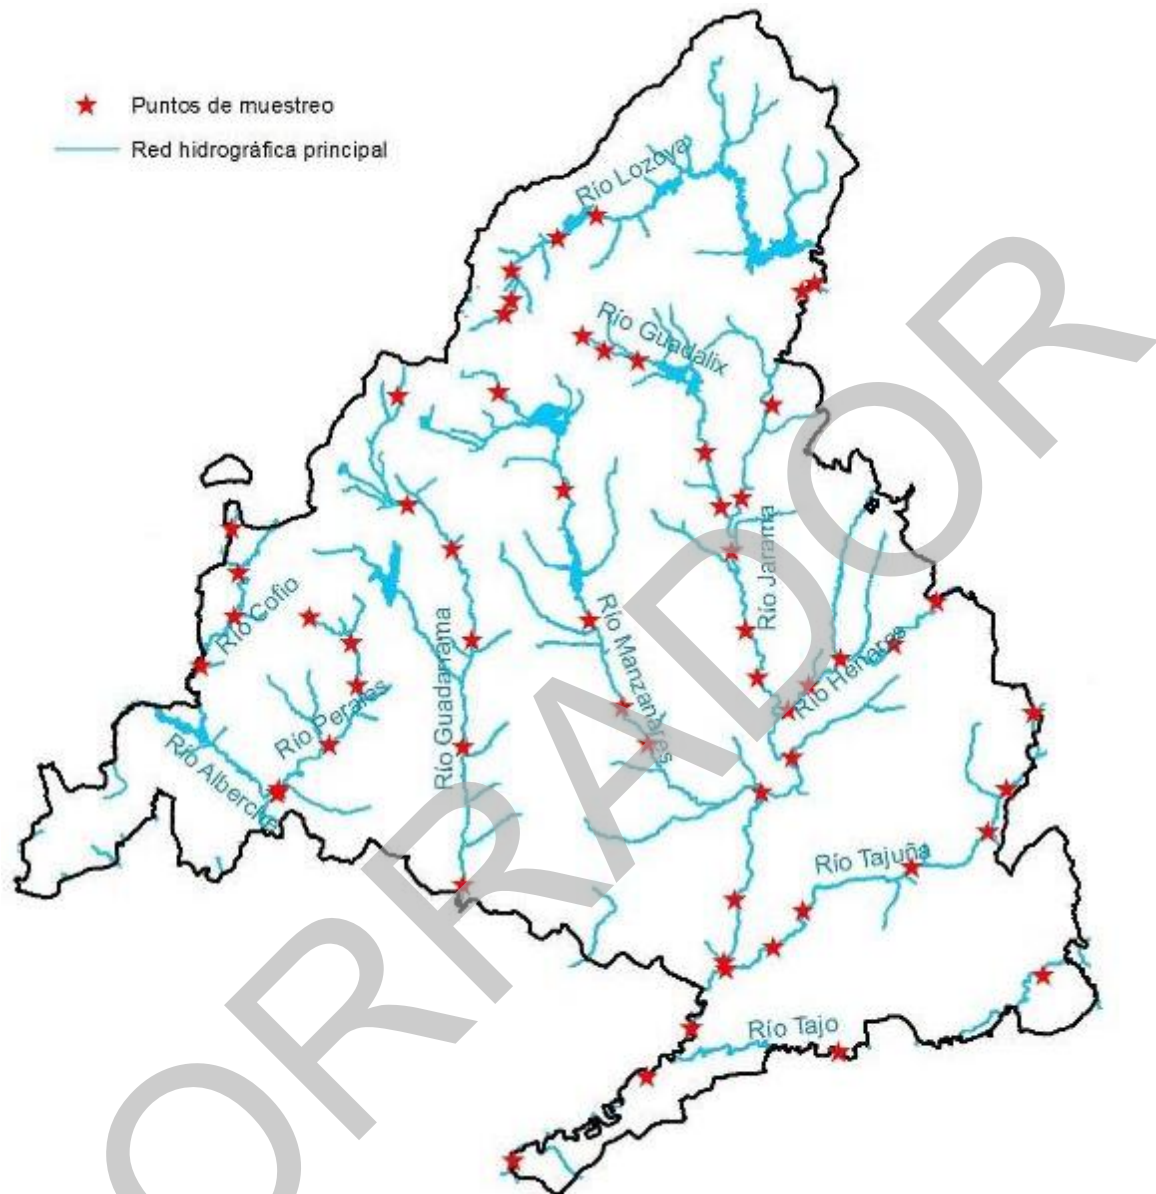 Puntos de muestreo
Red hidrográfica principal
Río Lozoya
Río Guadalix
Río Jarama
Río Cofio
Río Guadarrama
Río Manzanares
Río Henares
Río Perales
Río Alberche
Río Tajuña
Río Tajo
ORRADOR